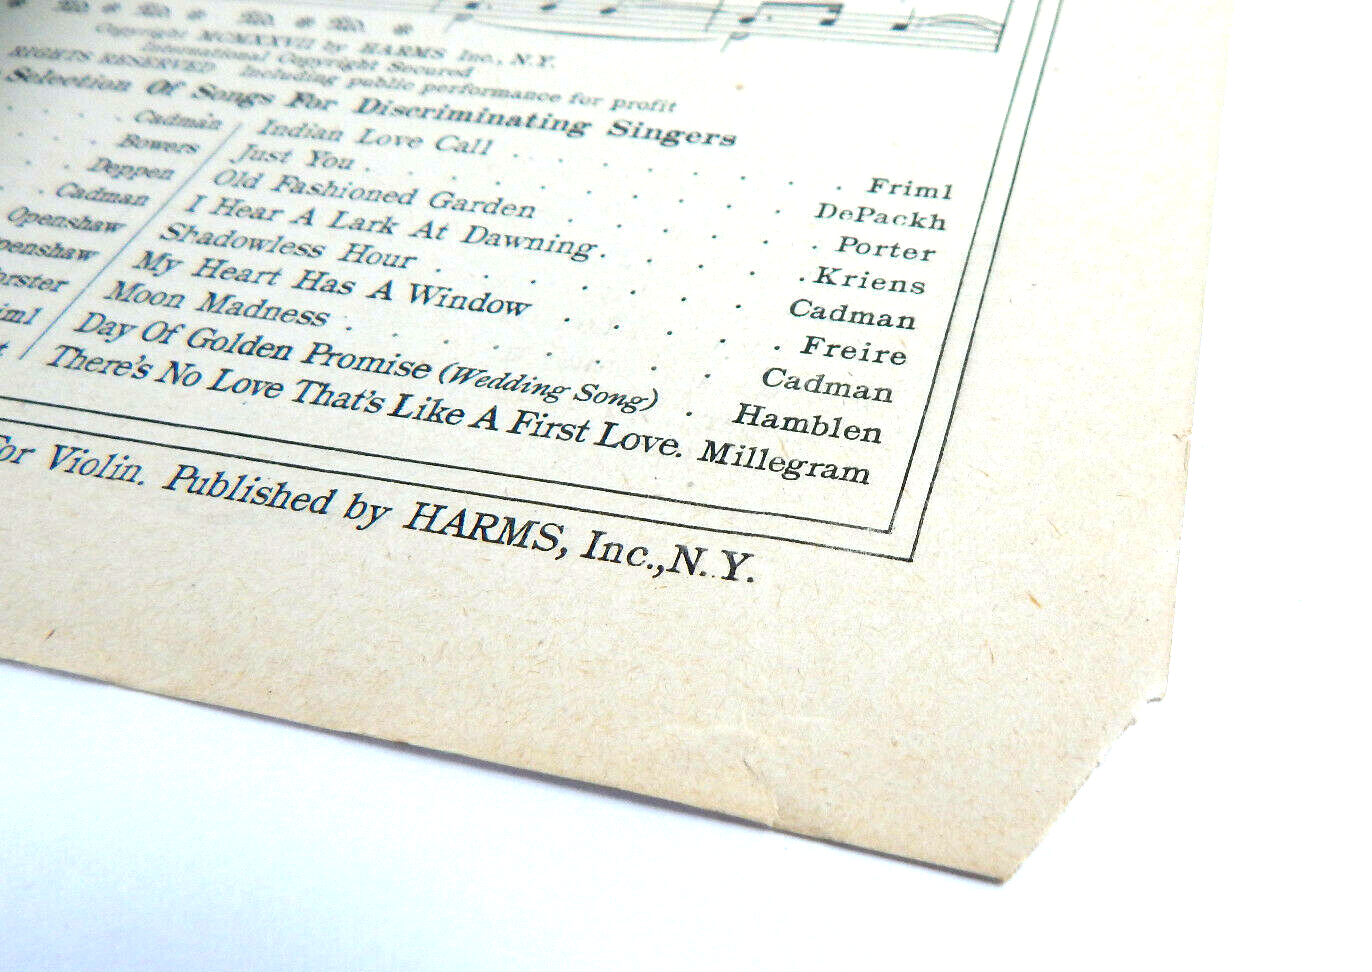 Copyright MCMXXVII by HARMS Inc., N.Y.
International Copyright Secured
RIGHTS RESERVED Including public performance for profit
Selection Of Songs For Discriminating Singers
Cadman
Bowers
Deppen
Cadman
Openshaw
penshaw
orster
iml
t
Indian Love Call . . . . . . . Friml
Just You . . . . . . . . DePackh
Old Fashioned Garden . . . . . Porter
I Hear A Lark At Dawning . . . . . Kriens
Shadowless Hour . . . . . . Cadman
My Heart Has A Window . . . . . Freire
Moon Madness . . . . . . Cadman
Day Of Golden Promise (Wedding Song) . Hamblen
There's No Love That's Like A First Love. Millegram
For Violin. Published by HARMS, Inc., N. Y.